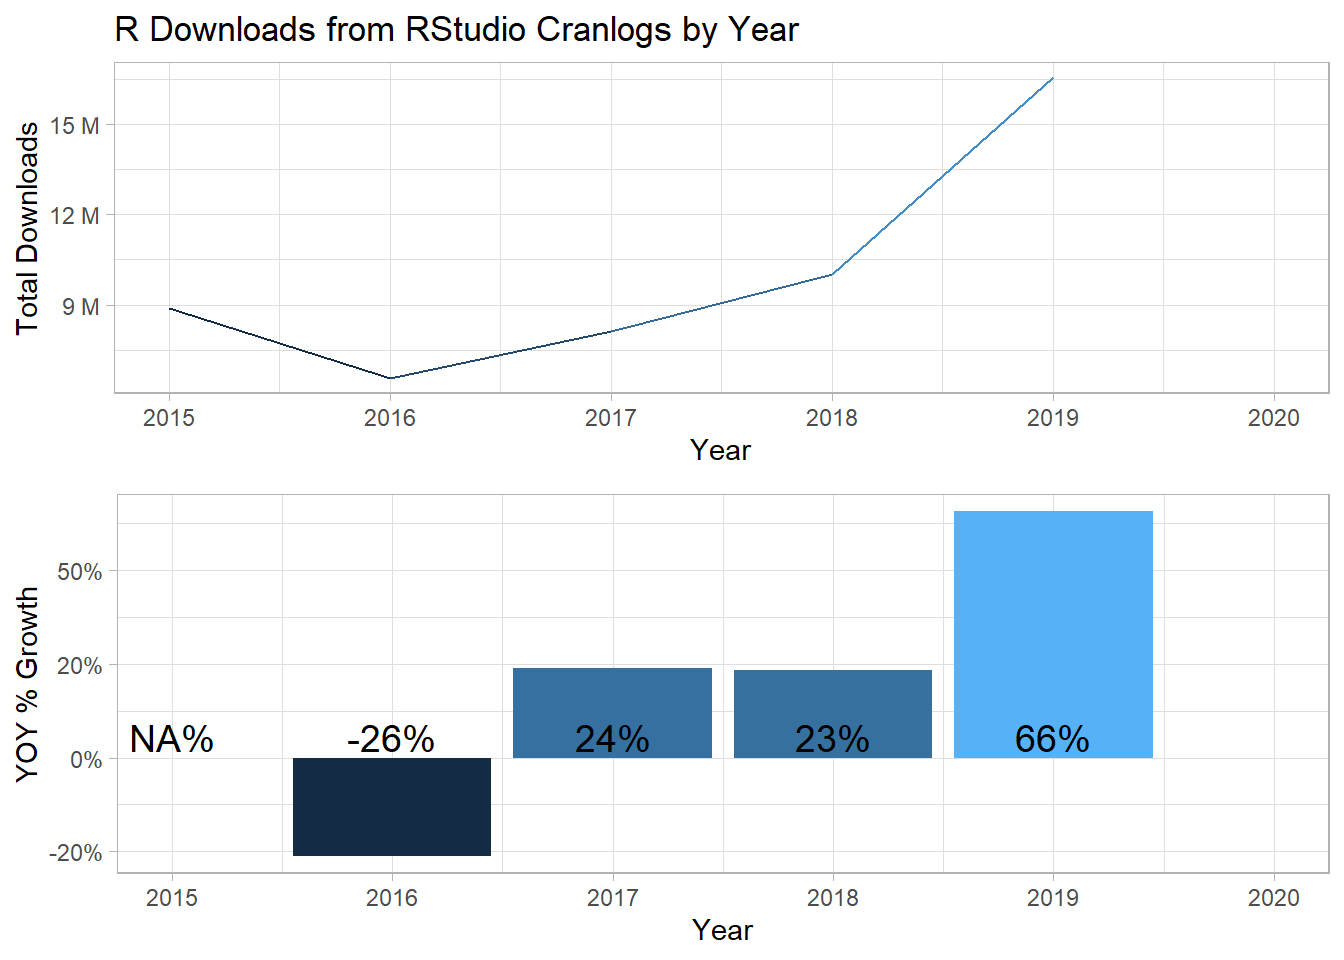 R Downloads from RStudio Cranlogs by Year
Total Downloads
15 M
12 M
9 M
2015 2016 2017 2018 2019 2020
Year
YOY % Growth
50%
20%
0%
-20%
NA% -26% 24% 23% 66%
2015 2016 2017 2018 2019 2020
Year